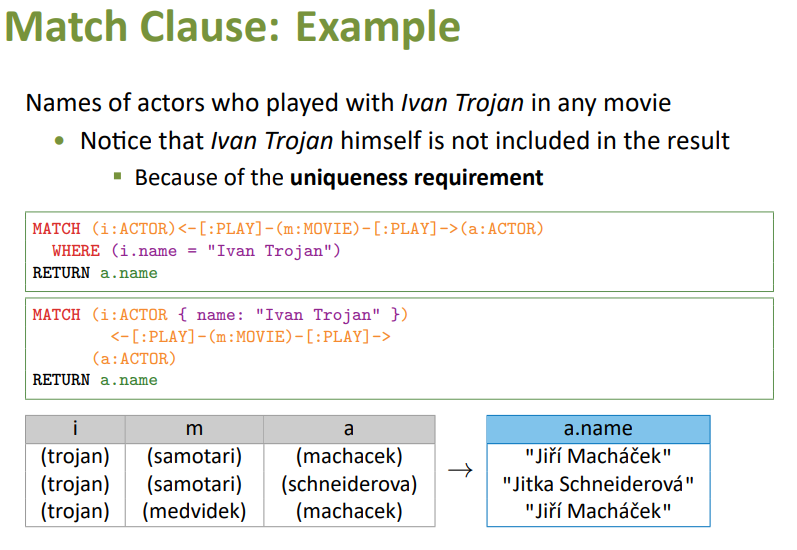 Match Clause: Example
Names of actors who played with Ivan Trojan in any movie
• Notice that Ivan Trojan himself is not included in the result
▪ Because of the uniqueness requirement
MATCH (i:ACTOR)<-[:PLAY]-(m:MOVIE)-[:PLAY]->(a:ACTOR)
WHERE (i.name = "Ivan Trojan")
RETURN a.name
MATCH (i:ACTOR { name: "Ivan Trojan" })
<-[:PLAY]-(m:MOVIE)-[:PLAY]->
(a:ACTOR)
RETURN a.name
i m a → a.name
(trojan) (samotari) (machacek) "Jiří Macháček"
(trojan) (samotari) (schneiderova) "Jitka Schneiderová"
(trojan) (medvidek) (machacek) "Jiří Macháček"